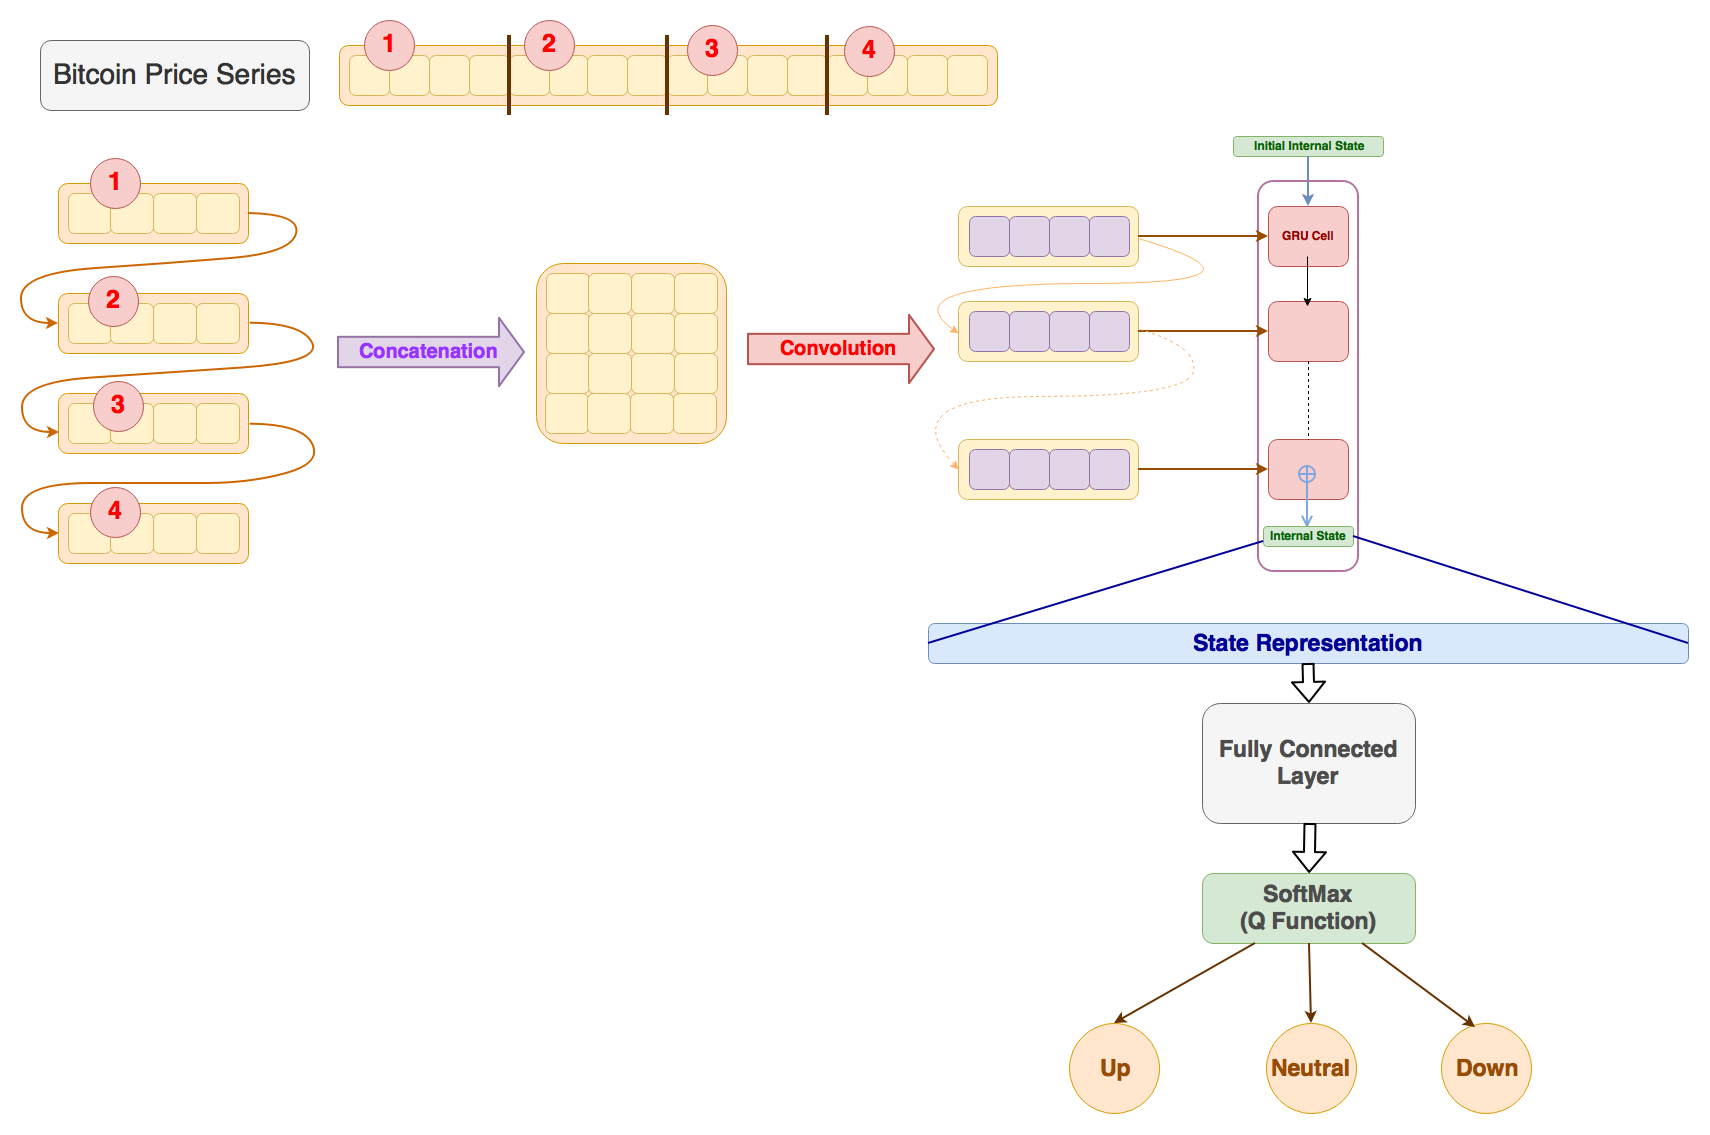 Bitcoin Price Series
1
2
3
4
Initial Internal State
1
GRU Cell
2
Concatenation
Convolution
3
4
Internal State
State Representation
Fully Connected
Layer
SoftMax
(Q Function)
Up
Neutral
Down